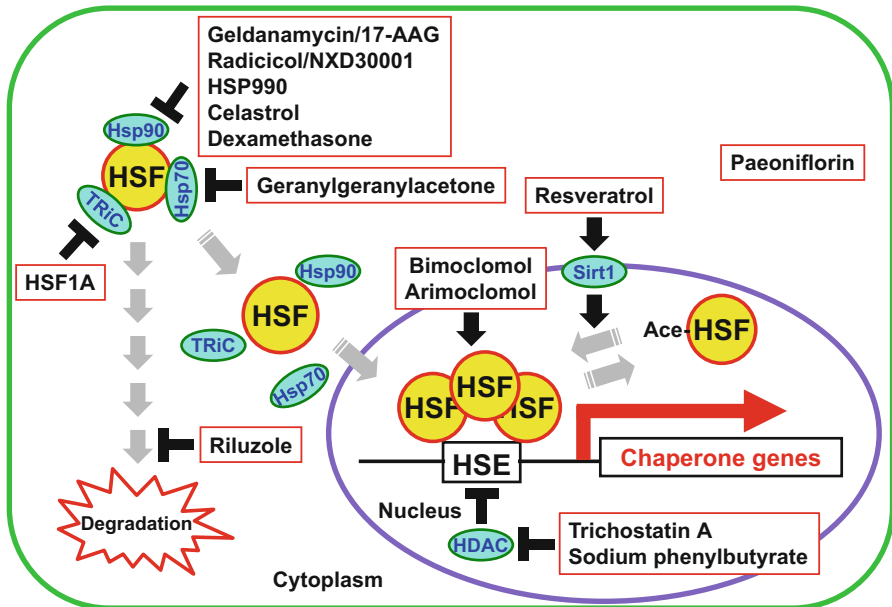 Geldanamycin/17-AAG
Radicicol/NXD30001
HSP990
Celastrol
Dexamethasone
Hsp90
HSF
Hsp70
TRiC
Geranylgeranylacetone
Paeoniflorin
Resveratrol
HSF1A
Bimoclomol
Arimoclomol
Sirt1
Hsp90
HSF
TRiC
Hsp70
Ace-HSF
HSF
HSF
HSF
Riluzole
HSE
Chaperone genes
Degradation
Nucleus
HDAC
Trichostatin A
Sodium phenylbutyrate
Cytoplasm